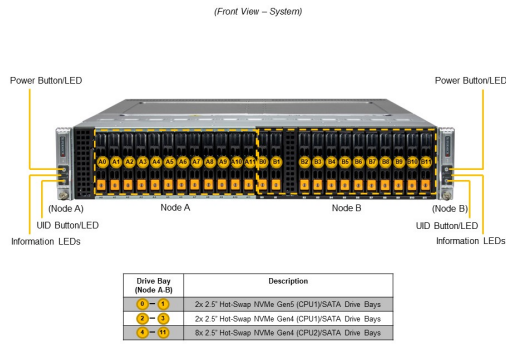 (Front View – System)
Power Button/LED
Power Button/LED
A0 A1 A2 A3 A4 A5 A6 A7 A8 A9 A10 A11 B0 B1 B2 B3 B4 B5 B6 B7 B8 B9 B10 B11
(Node A)
Node A
Node B
(Node B)
UID Button/LED
UID Button/LED
Information LEDs
Information LEDs
Drive Bay
(Node A-B)
Description
0 – 1
2x 2.5" Hot-Swap NVMe Gen5 (CPU1)/SATA Drive Bays
2 – 3
2x 2.5" Hot-Swap NVMe Gen4 (CPU1)/SATA Drive Bays
4 – 11
8x 2.5" Hot-Swap NVMe Gen4 (CPU2)/SATA Drive Bays